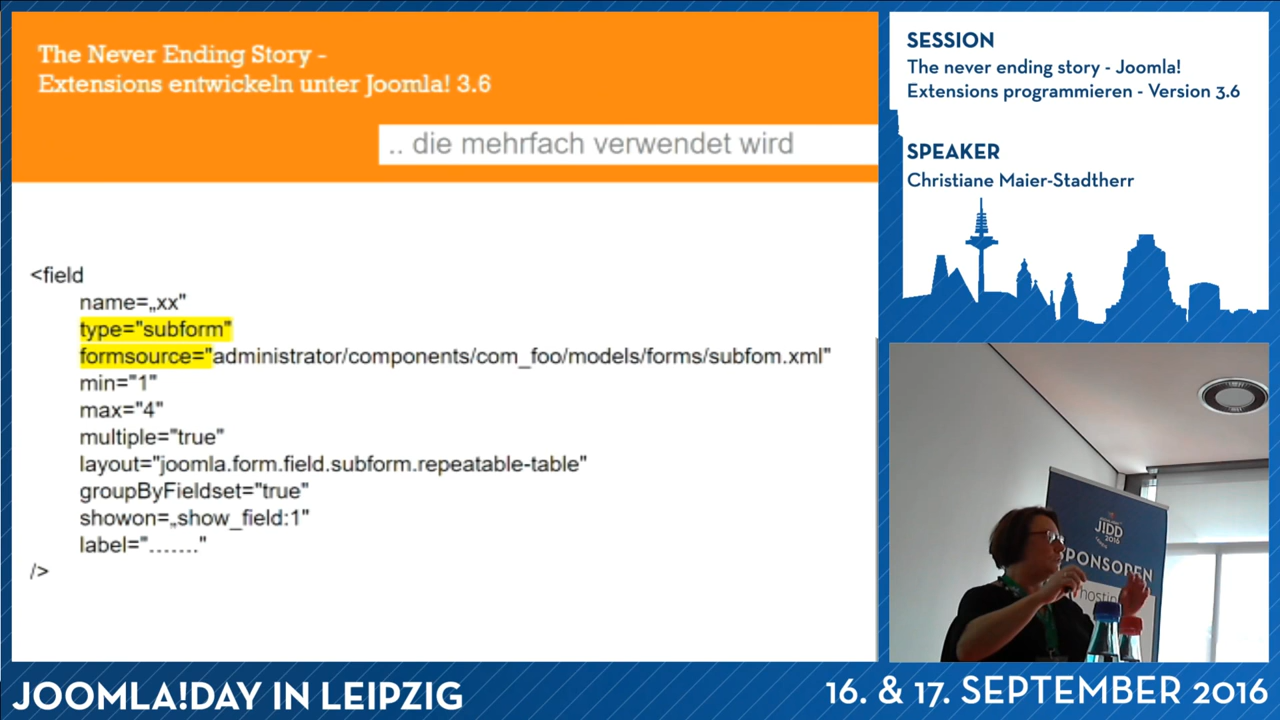 The Never Ending Story -
Extensions entwickeln unter Joomla! 3.6
.. die mehrfach verwendet wird
<field
name=„xx"
type="subform"
formsource="administrator/components/com_foo/models/forms/subfom.xml"
min="1"
max="4"
multiple="true"
layout="joomla.form.field.subform.repeatable-table"
groupByFieldset="true"
showon=„show_field:1"
label="......."
/>
SESSION
The never ending story - Joomla!
Extensions programmieren - Version 3.6
SPEAKER
Christiane Maier-Stadtherr
J!DD
2016
SPONSOREN
hostin
JOOMLA!DAY IN LEIPZIG
16. & 17. SEPTEMBER 2016